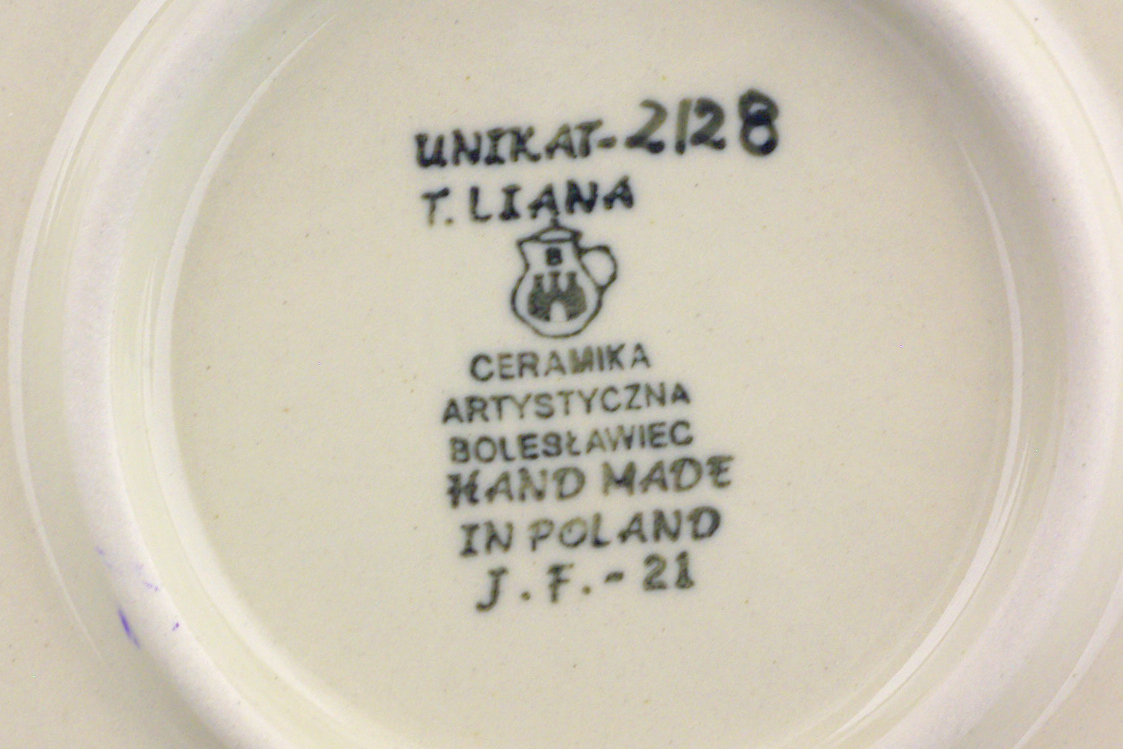 UNIKAT-2128
T. LIANA
B
CERAMIKA
ARTYSTYCZNA
BOLESŁAWIEC
HAND MADE
IN POLAND
J.F.-21